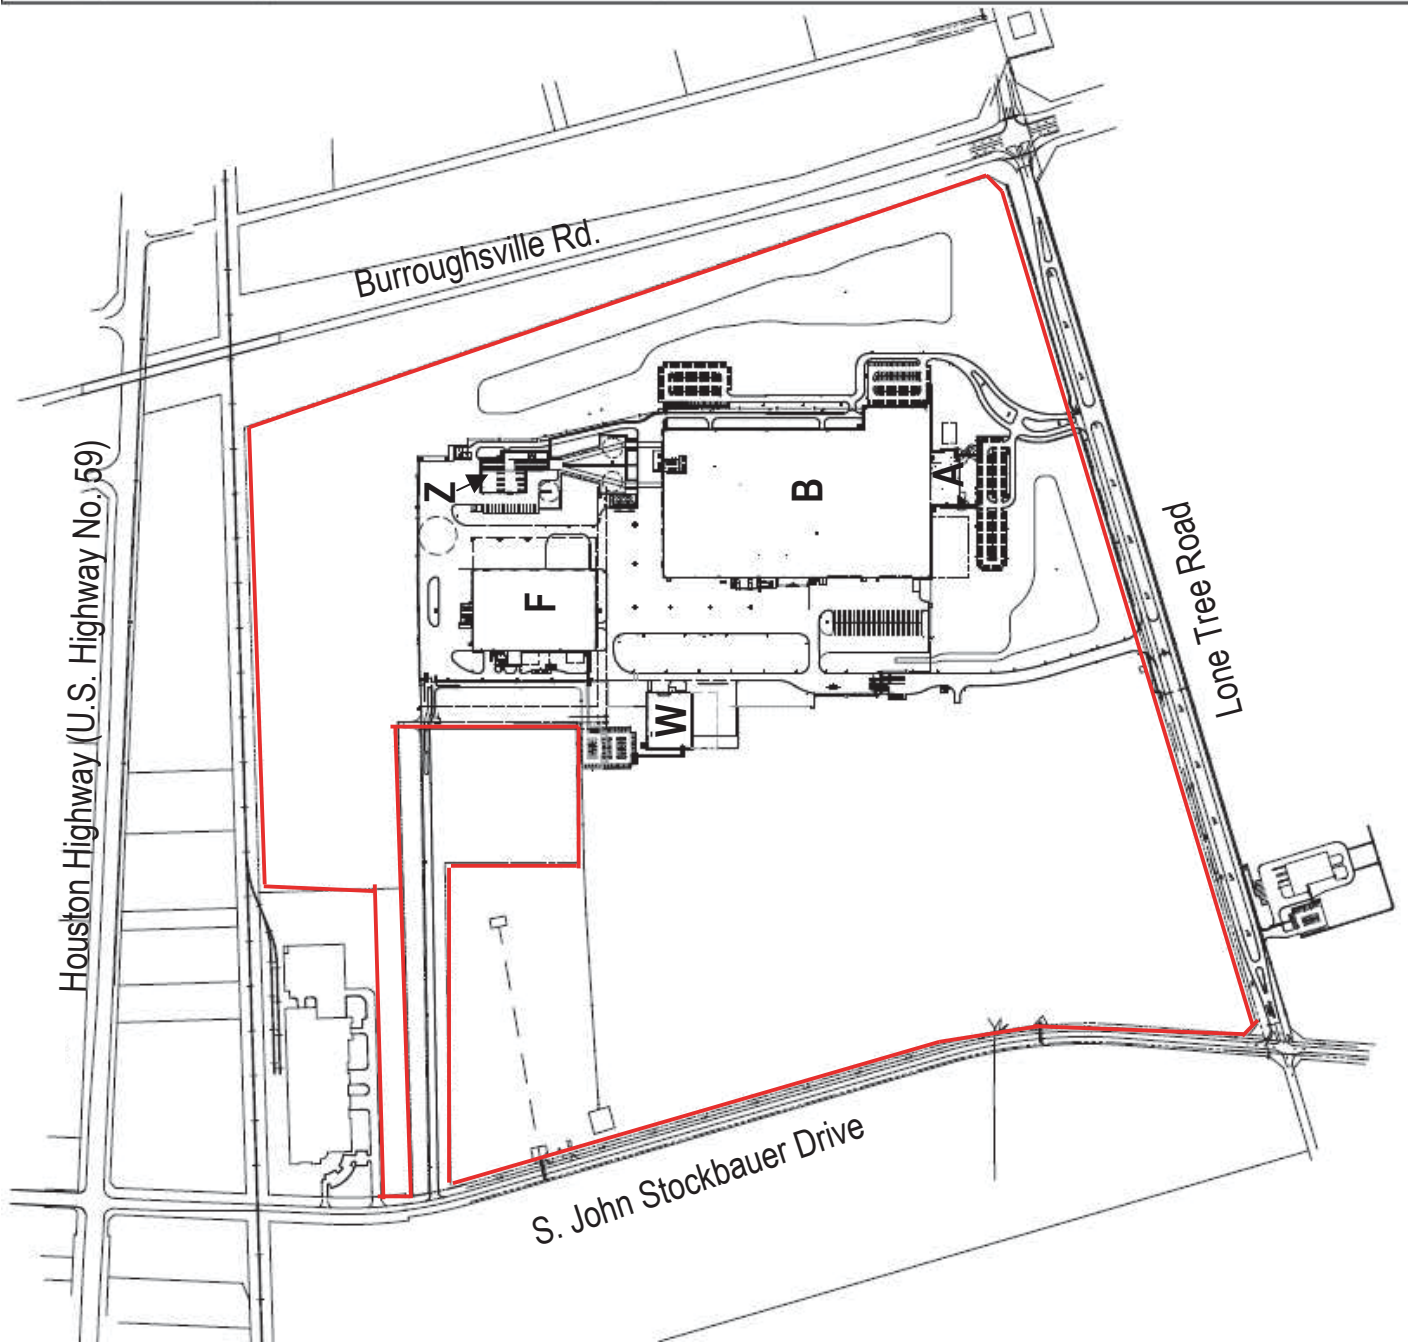 Burroughsville Rd.
Houston Highway (U.S. Highway No. 59)
Z
B
A
F
W
Lone Tree Road
S. John Stockbauer Drive